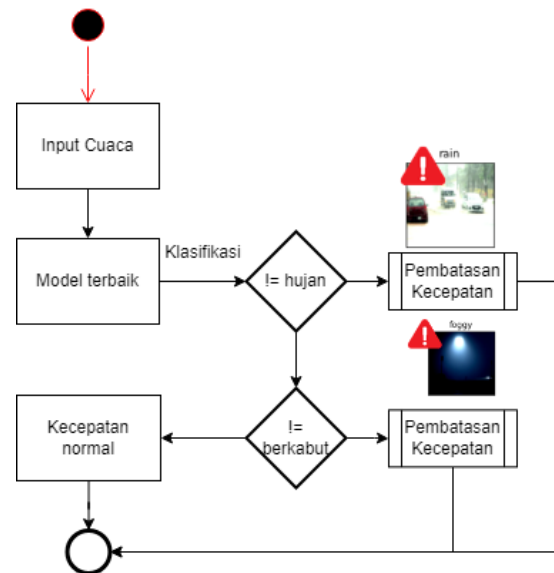 Input Cuaca
rain
Model terbaik
Klasifikasi
!= hujan
Pembatasan
Kecepatan
foggy
Kecepatan
normal
!=
berkabut
Pembatasan
Kecepatan